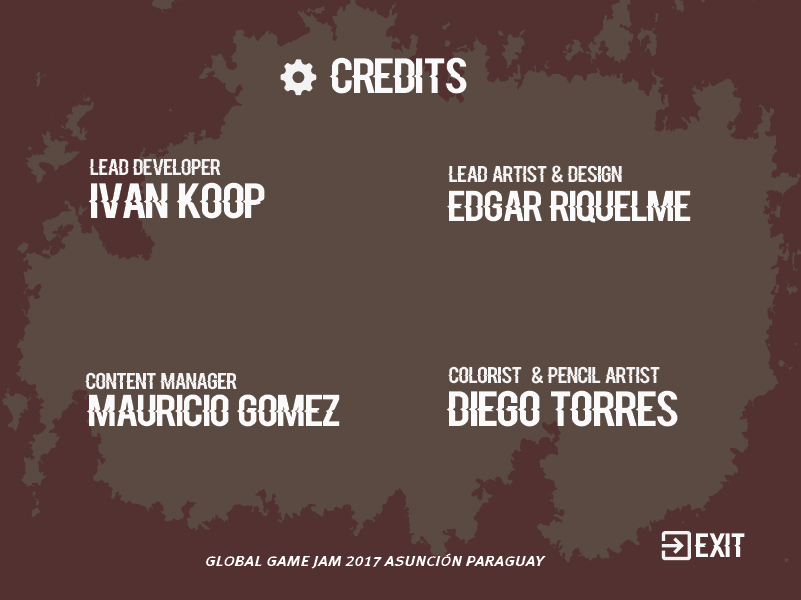 CREDITS
LEAD DEVELOPER
IVAN KOOP
LEAD ARTIST & DESIGN
EDGAR RIQUELME
CONTENT MANAGER
MAURICIO GOMEZ
COLORIST & PENCIL ARTIST
DIEGO TORRES
EXIT
GLOBAL GAME JAM 2017 ASUNCIÓN PARAGUAY